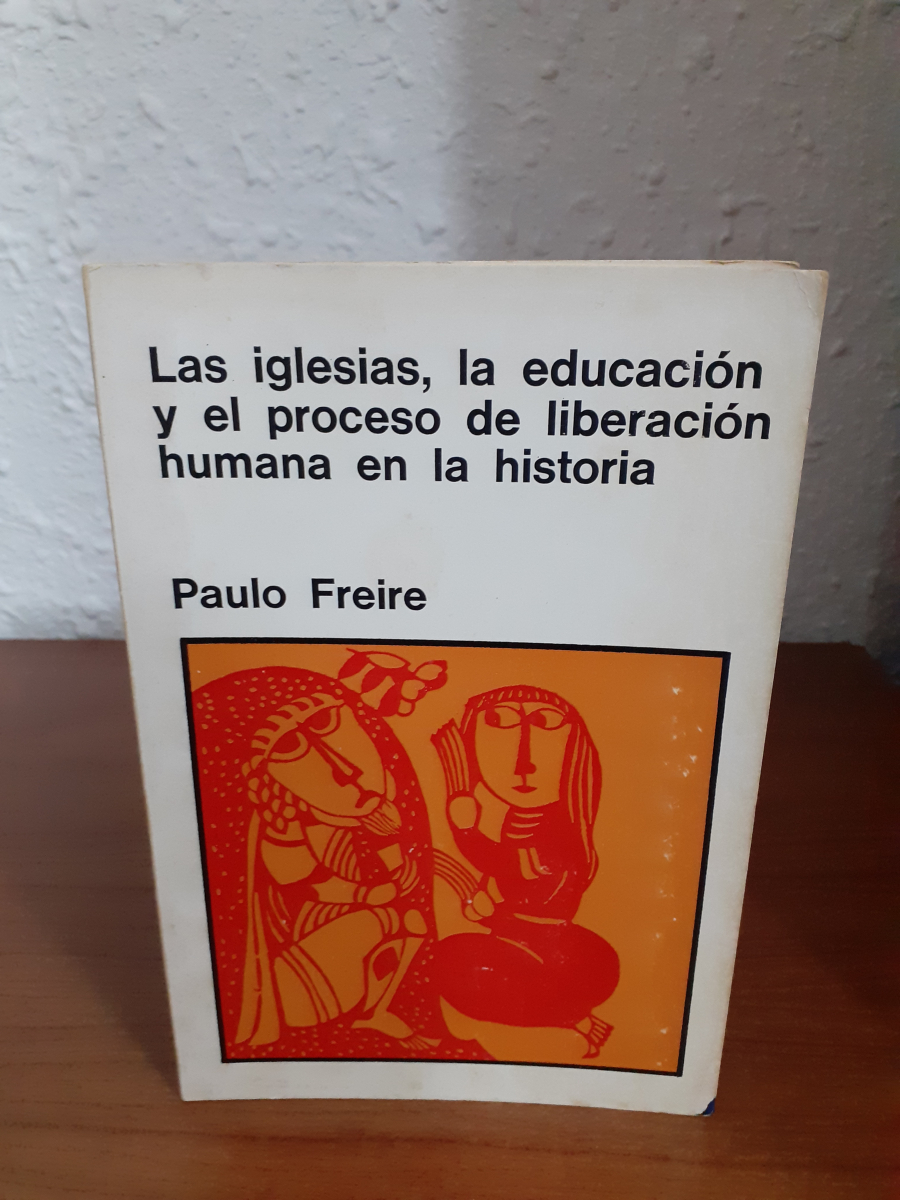 Las iglesias, la educación
y el proceso de liberación
humana en la historia
Paulo Freire